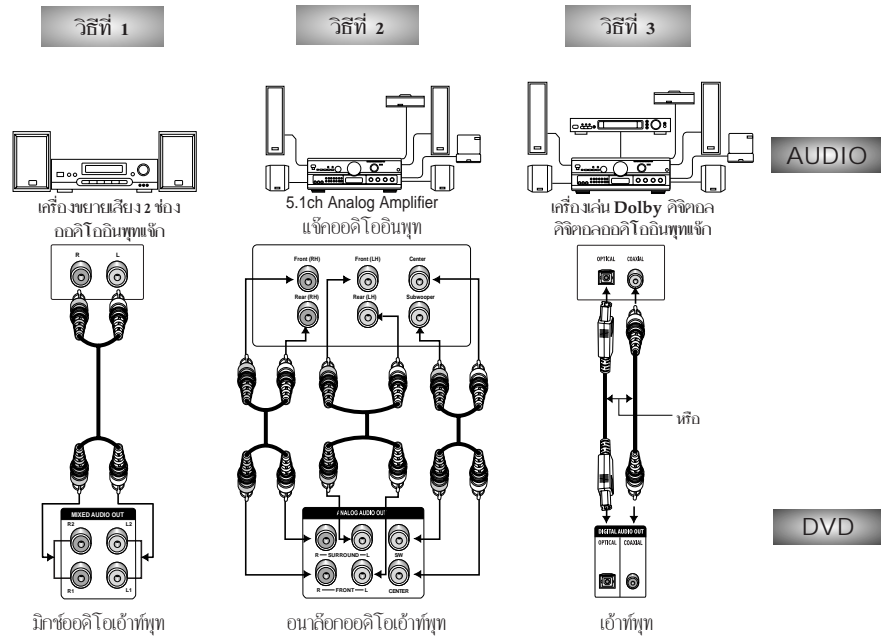 วิธีที่ 1
วิธีที่ 2
วิธีที่ 3
AUDIO
เครื่องขยายเสียง 2 ช่อง
ออดิโออินพุทแจ๊ก
5.1ch Analog Amplifier
แจ๊คออดิโออินพุท
เครื่องเล่น Dolby ดิจิตอล
ดิจิตอลออดิโออินพุทแจ๊ก
R L
Front (RH) Front (LH) Center
Rear (RH) Rear (LH) Subwooper
OPTICAL COAXIAL
หรือ
MIXED AUDIO OUT
R2 L2
R1 L1
ANALOG AUDIO OUT
R — SURROUND — L SW
R — FRONT — L CENTER
DIGITAL AUDIO OUT
OPTICAL COAXIAL
DVD
มิกซ์ออดิโอเอ้าท์พุท
อนาล๊อกออดิโอเอ้าท์พุท
เอ้าท์พุท